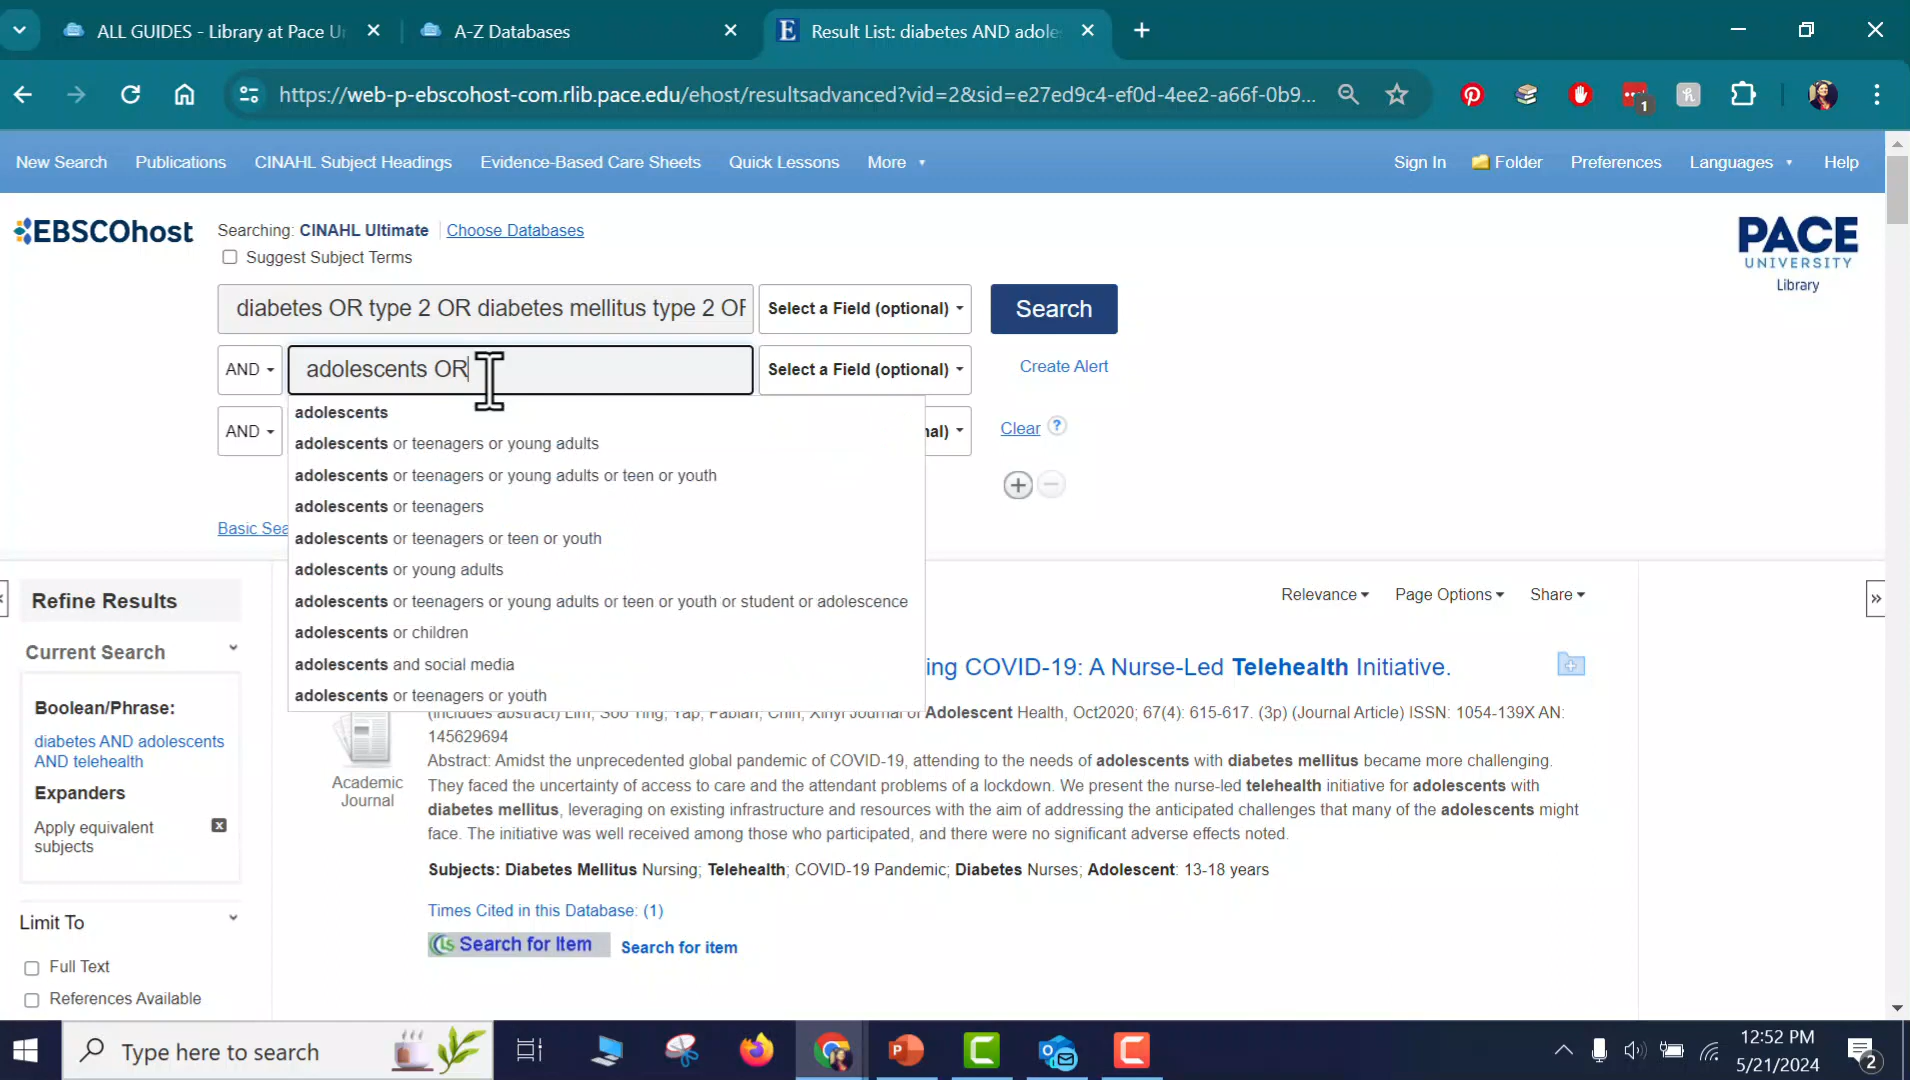 ALL GUIDES - Library at Pace Un
A-Z Databases
Result List: diabetes AND adole
https://web-p-ebscohost-com.rlib.pace.edu/ehost/resultsadvanced?vid=2&sid=e27ed9c4-ef0d-4ee2-a66f-0b9...
1
New Search Publications CINAHL Subject Headings Evidence-Based Care Sheets Quick Lessons More Sign In Folder Preferences Languages Help
EBSCOhost
Searching: CINAHL Ultimate Choose Databases
Suggest Subject Terms
PACE
UNIVERSITY
Library
diabetes OR type 2 OR diabetes mellitus type 2 OR
Select a Field (optional)
Search
AND
adolescents OR
Select a Field (optional)
Create Alert
AND
nal)
Clear ?
adolescents
adolescents or teenagers or young adults
adolescents or teenagers or young adults or teen or youth
adolescents or teenagers
adolescents or teenagers or teen or youth
adolescents or young adults
adolescents or teenagers or young adults or teen or youth or student or adolescence
adolescents or children
adolescents and social media
adolescents or teenagers or youth
Basic Sea
Refine Results
Current Search
Boolean/Phrase:
diabetes AND adolescents
AND telehealth
Expanders
Apply equivalent
subjects
Limit To
Full Text
References Available
Relevance Page Options Share
ing COVID-19: A Nurse-Led Telehealth Initiative.
(includes abstract) Lim, Soo Ting; Yap, Fabian; Chin, Xinyi Journal of Adolescent Health, Oct2020; 67(4): 615-617. (3p) (Journal Article) ISSN: 1054-139X AN:
145629694
Academic
Journal
Abstract: Amidst the unprecedented global pandemic of COVID-19, attending to the needs of adolescents with diabetes mellitus became more challenging.
They faced the uncertainty of access to care and the attendant problems of a lockdown. We present the nurse-led telehealth initiative for adolescents with
diabetes mellitus, leveraging on existing infrastructure and resources with the aim of addressing the anticipated challenges that many of the adolescents might
face. The initiative was well received among those who participated, and there were no significant adverse effects noted.
Subjects: Diabetes Mellitus Nursing; Telehealth; COVID-19 Pandemic; Diabetes Nurses; Adolescent: 13-18 years
Times Cited in this Database: (1)
Search for Item Search for item
Type here to search
12:52 PM
5/21/2024
2